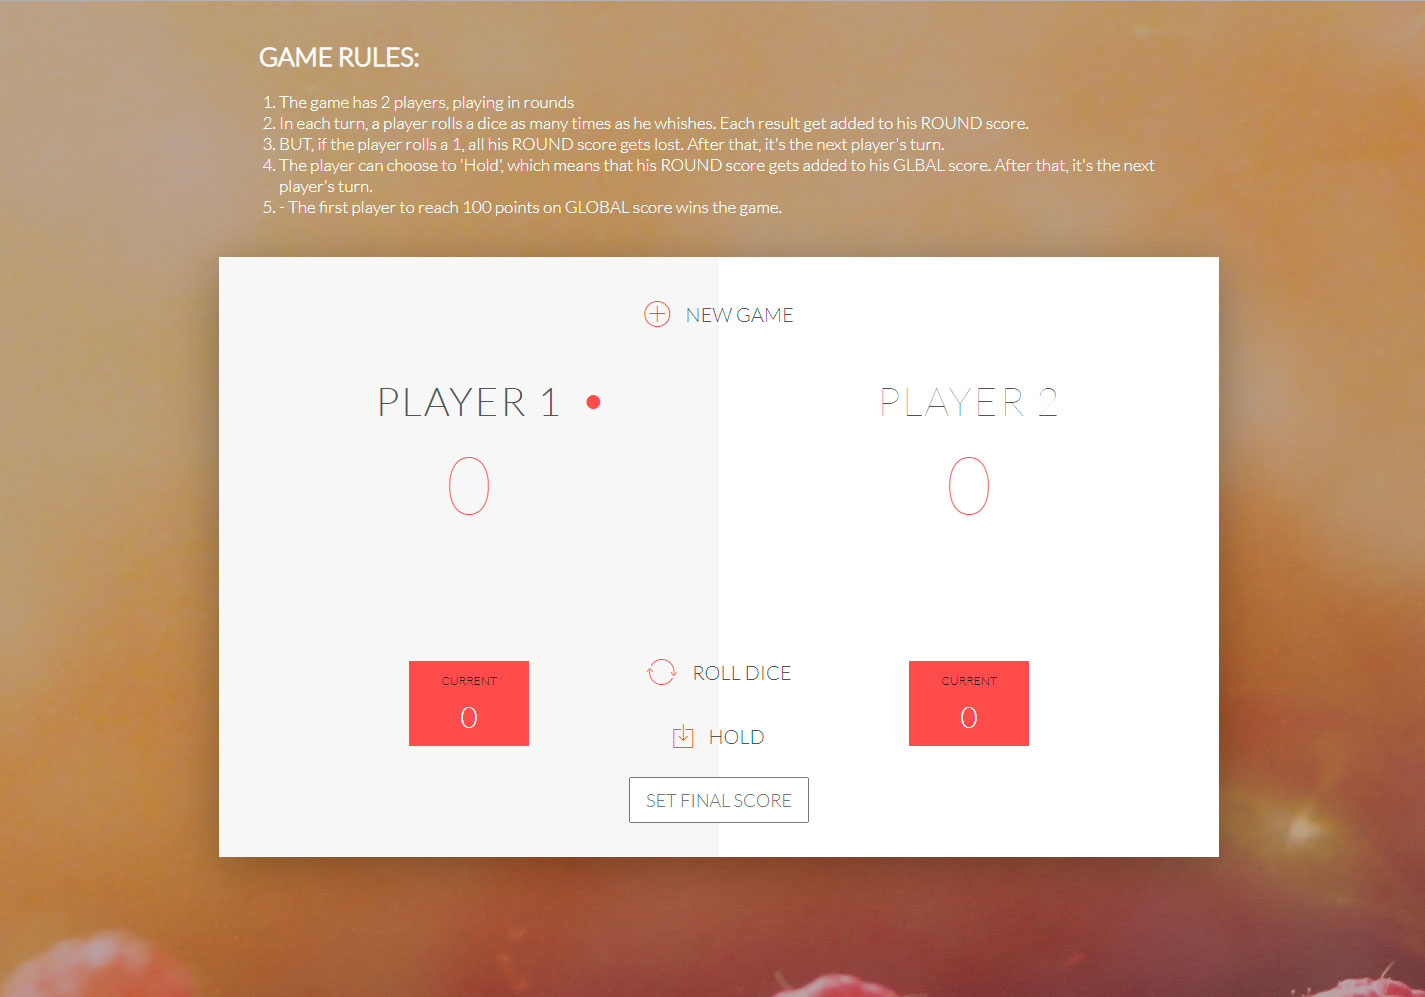 GAME RULES:
1. The game has 2 players, playing in rounds
2. In each turn, a player rolls a dice as many times as he whishes. Each result get added to his ROUND score.
3. BUT, if the player rolls a 1, all his ROUND score gets lost. After that, it's the next player's turn.
4. The player can choose to 'Hold', which means that his ROUND score gets added to his GLBAL score. After that, it's the next
player's turn.
5. - The first player to reach 100 points on GLOBAL score wins the game.
NEW GAME
PLAYER 1
PLAYER 2
0
0
CURRENT
0
ROLL DICE
CURRENT
0
HOLD
SET FINAL SCORE